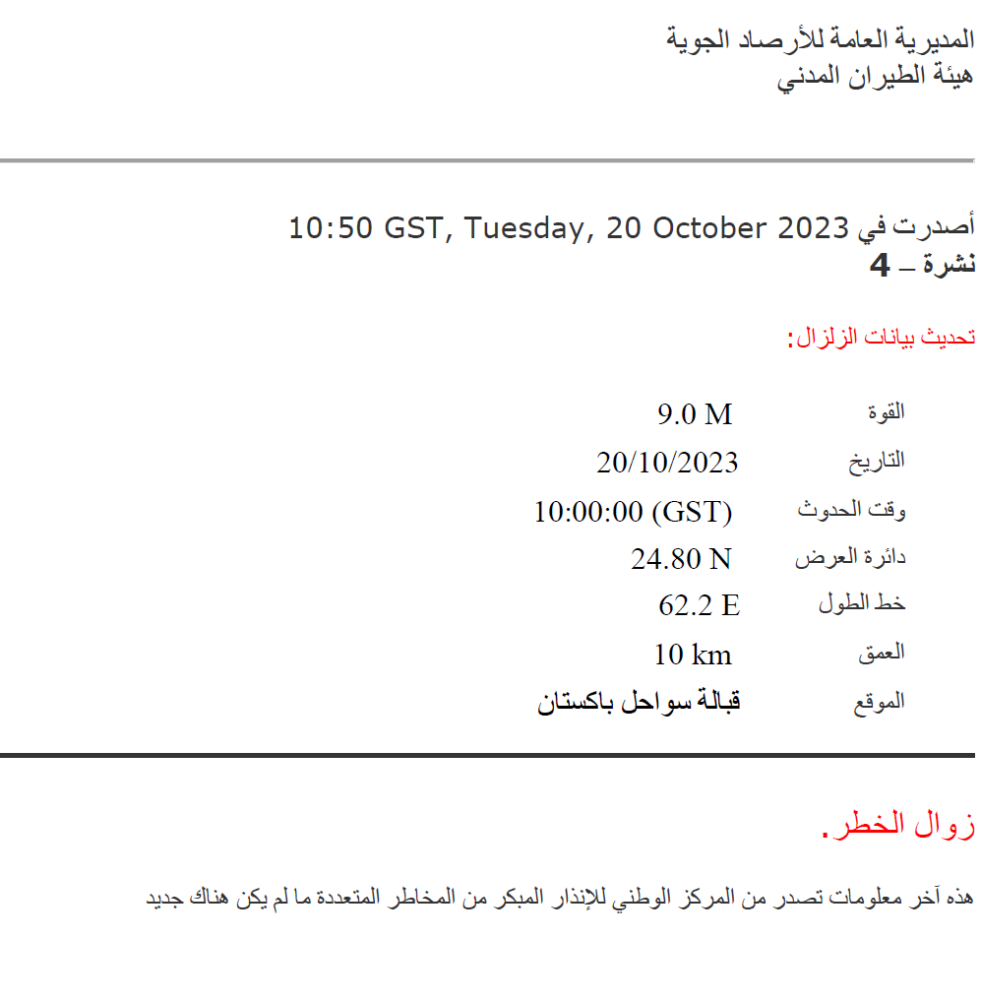 المديرية العامة للأرصاد الجوية
هيئة الطيران المدني
أصدرت في 10:50 GST, Tuesday, 20 October 2023
نشرة – 4
تحديث بيانات الزلزال:
القوة 9.0 M
التاريخ 20/10/2023
وقت الحدوث 10:00:00 (GST)
دائرة العرض 24.80 N
خط الطول 62.2 E
العمق 10 km
الموقع قبالة سواحل باكستان
زوال الخطر.
هذه آخر معلومات تصدر من المركز الوطني للإنذار المبكر من المخاطر المتعددة ما لم يكن هناك جديد